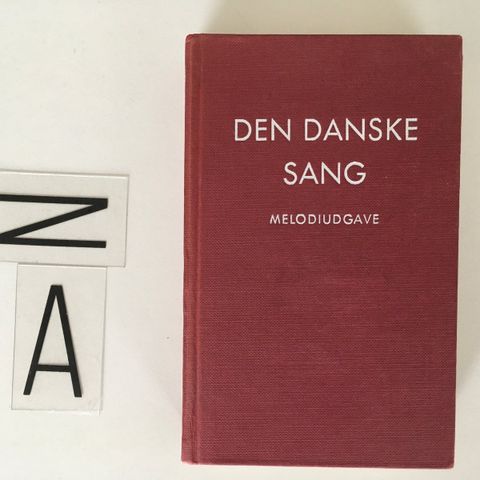 DEN DANSKE
SANG
MELODIUDGAVE
Z
A